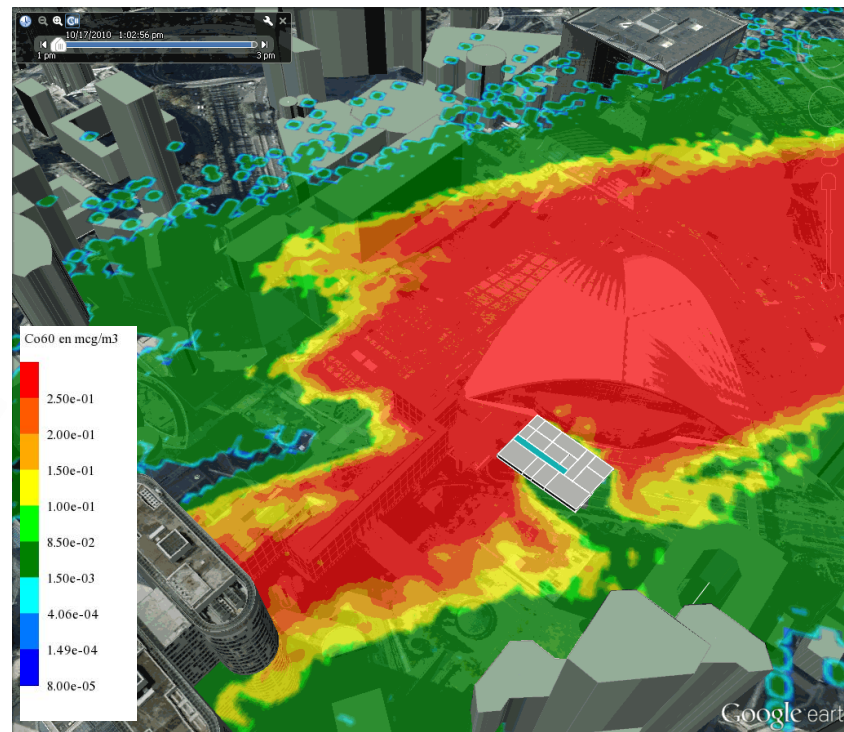 10/17/2010 1:02:56 pm
1 pm
3 pm
Co60 en mcg/m3
2.50e-01
2.00e-01
1.50e-01
1.00e-01
8.50e-02
1.50e-03
4.06e-04
1.49e-04
8.00e-05
Google eart